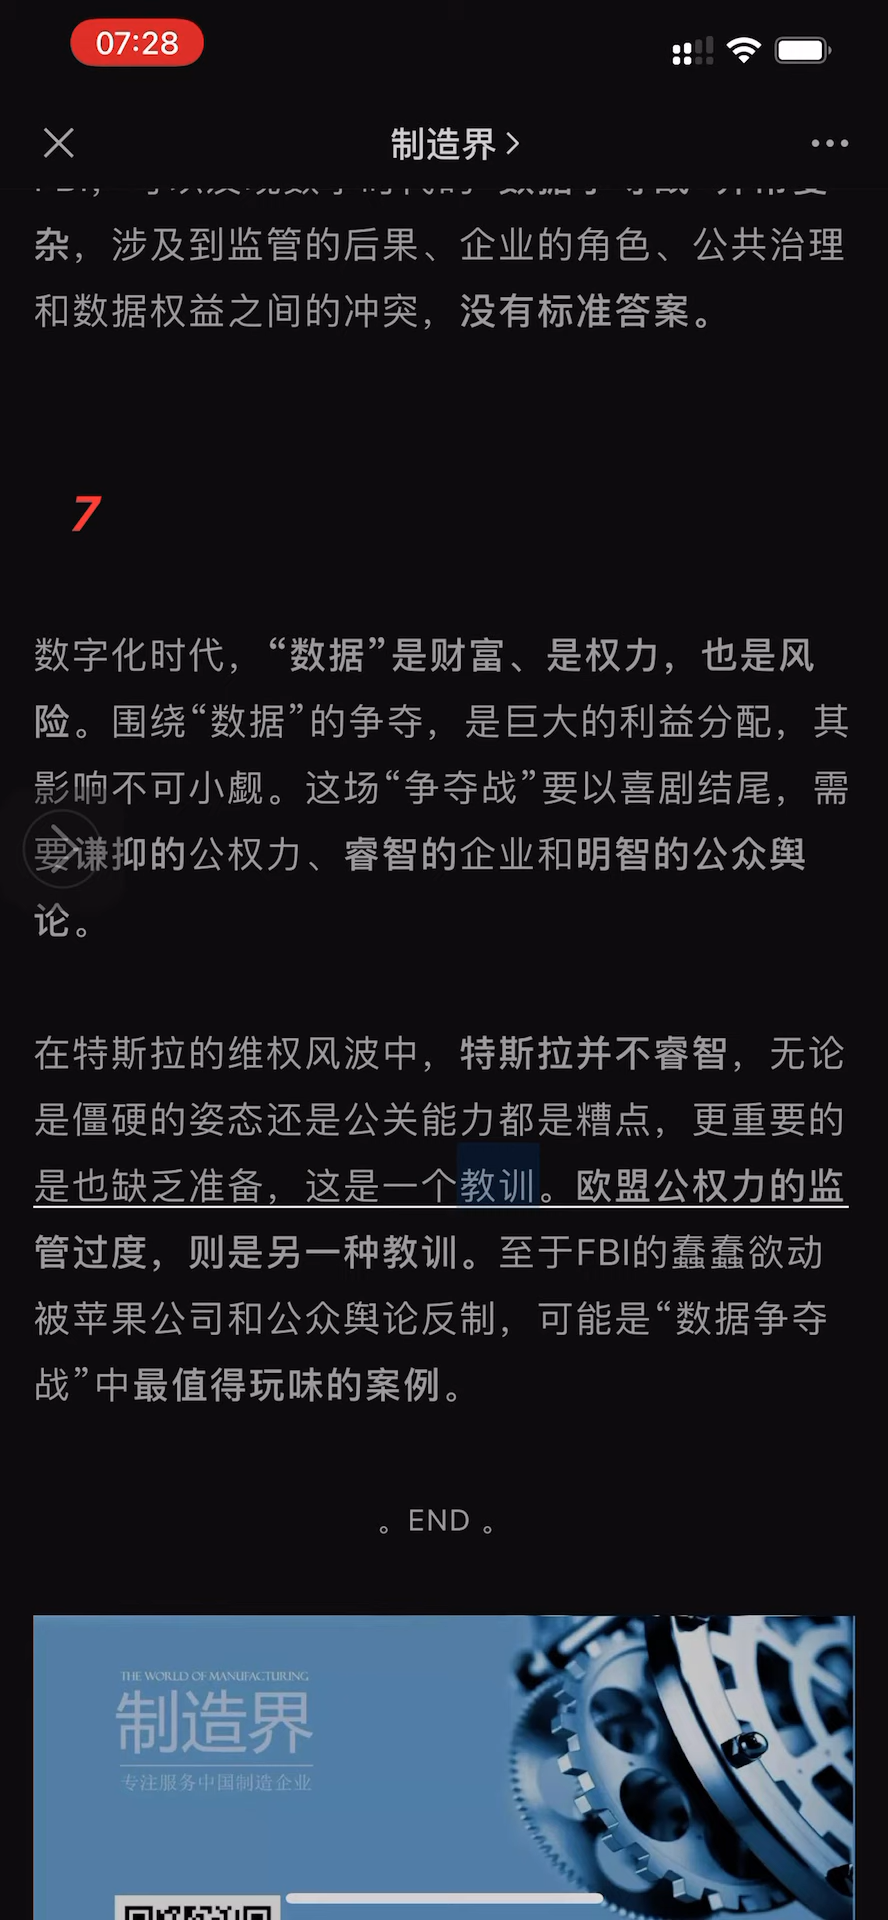 07:28
制造界
杂，涉及到监管的后果、企业的角色、公共治理
和数据权益之间的冲突，没有标准答案。
7
数字化时代，“数据”是财富、是权力，也是风
险。围绕“数据”的争夺，是巨大的利益分配，其
影响不可小觑。这场“争夺战”要以喜剧结尾，需
要谦抑的公权力、睿智的企业和明智的公众舆
论。
在特斯拉的维权风波中，特斯拉并不睿智，无论
是僵硬的姿态还是公关能力都是糟点，更重要的
是也缺乏准备，这是一个教训。欧盟公权力的监
管过度，则是另一种教训。至于FBI的蠢蠢欲动
被苹果公司和公众舆论反制，可能是“数据争夺
战”中最值得玩味的案例。
。END 。
THE WORLD OF MANUFACTURING
制造界
专注服务中国制造企业